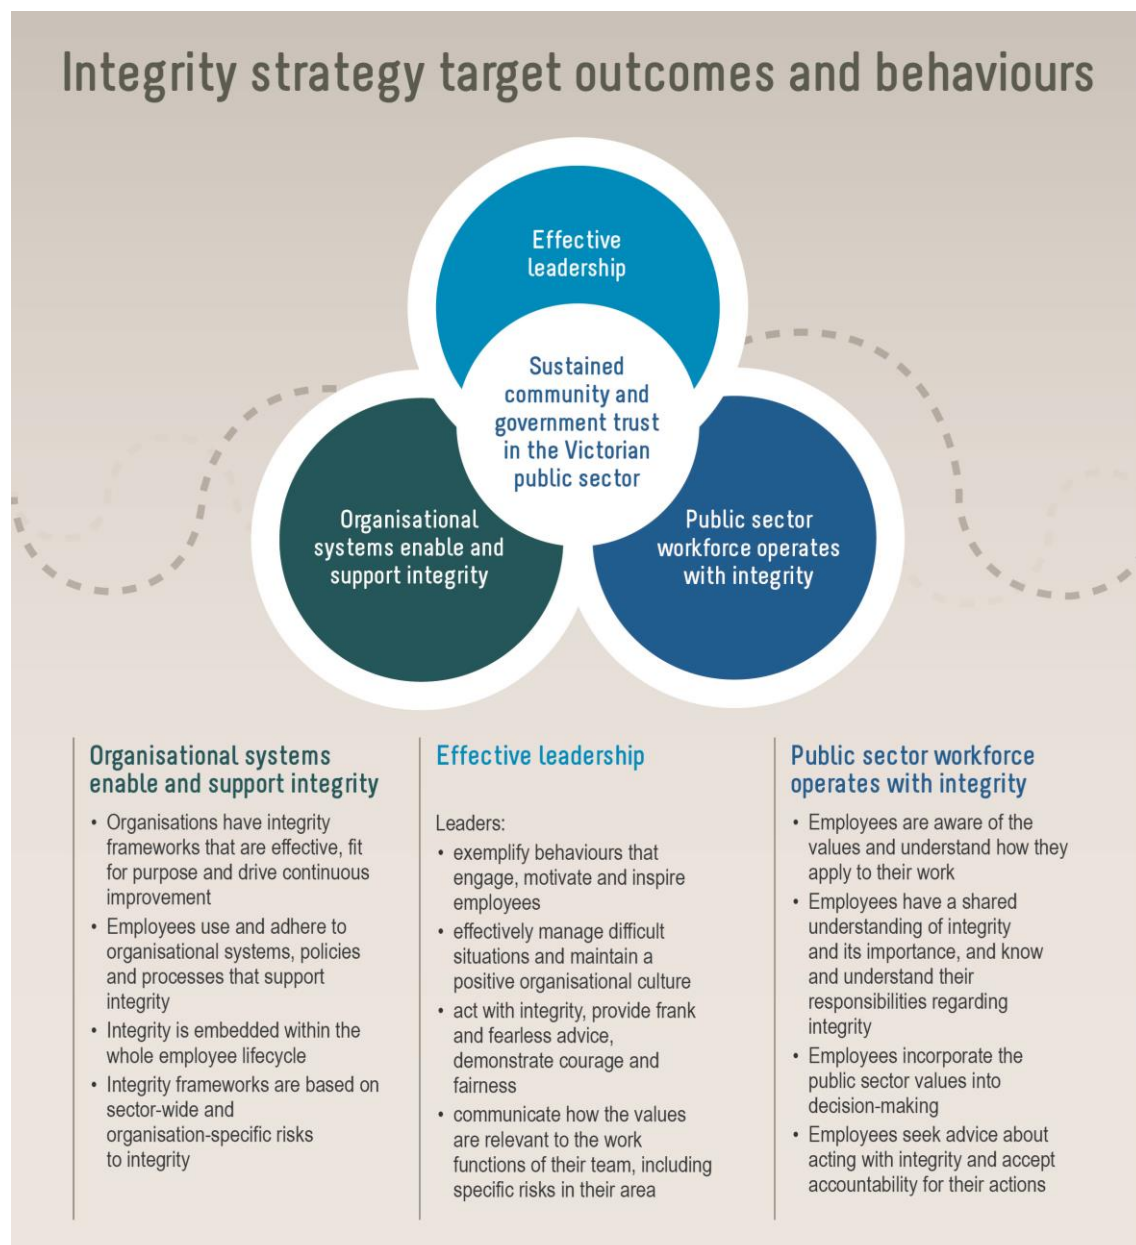 Integrity strategy target outcomes and behaviours
Effective
leadership
Sustained
community and
government trust
in the Victorian
public sector
Organisational
systems enable and
support integrity
Public sector
workforce operates
with integrity
Organisational systems
enable and support integrity
• Organisations have integrity
frameworks that are effective, fit
for purpose and drive continuous
improvement
• Employees use and adhere to
organisational systems, policies
and processes that support
integrity
• Integrity is embedded within the
whole employee lifecycle
• Integrity frameworks are based on
sector-wide and
organisation-specific risks
to integrity
Effective leadership
Leaders:
• exemplify behaviours that
engage, motivate and inspire
employees
• effectively manage difficult
situations and maintain a
positive organisational culture
• act with integrity, provide frank
and fearless advice,
demonstrate courage and
fairness
• communicate how the values
are relevant to the work
functions of their team, including
specific risks in their area
Public sector workforce
operates with integrity
• Employees are aware of the
values and understand how they
apply to their work
• Employees have a shared
understanding of integrity
and its importance, and know
and understand their
responsibilities regarding
integrity
• Employees incorporate the
public sector values into
decision-making
• Employees seek advice about
acting with integrity and accept
accountability for their actions